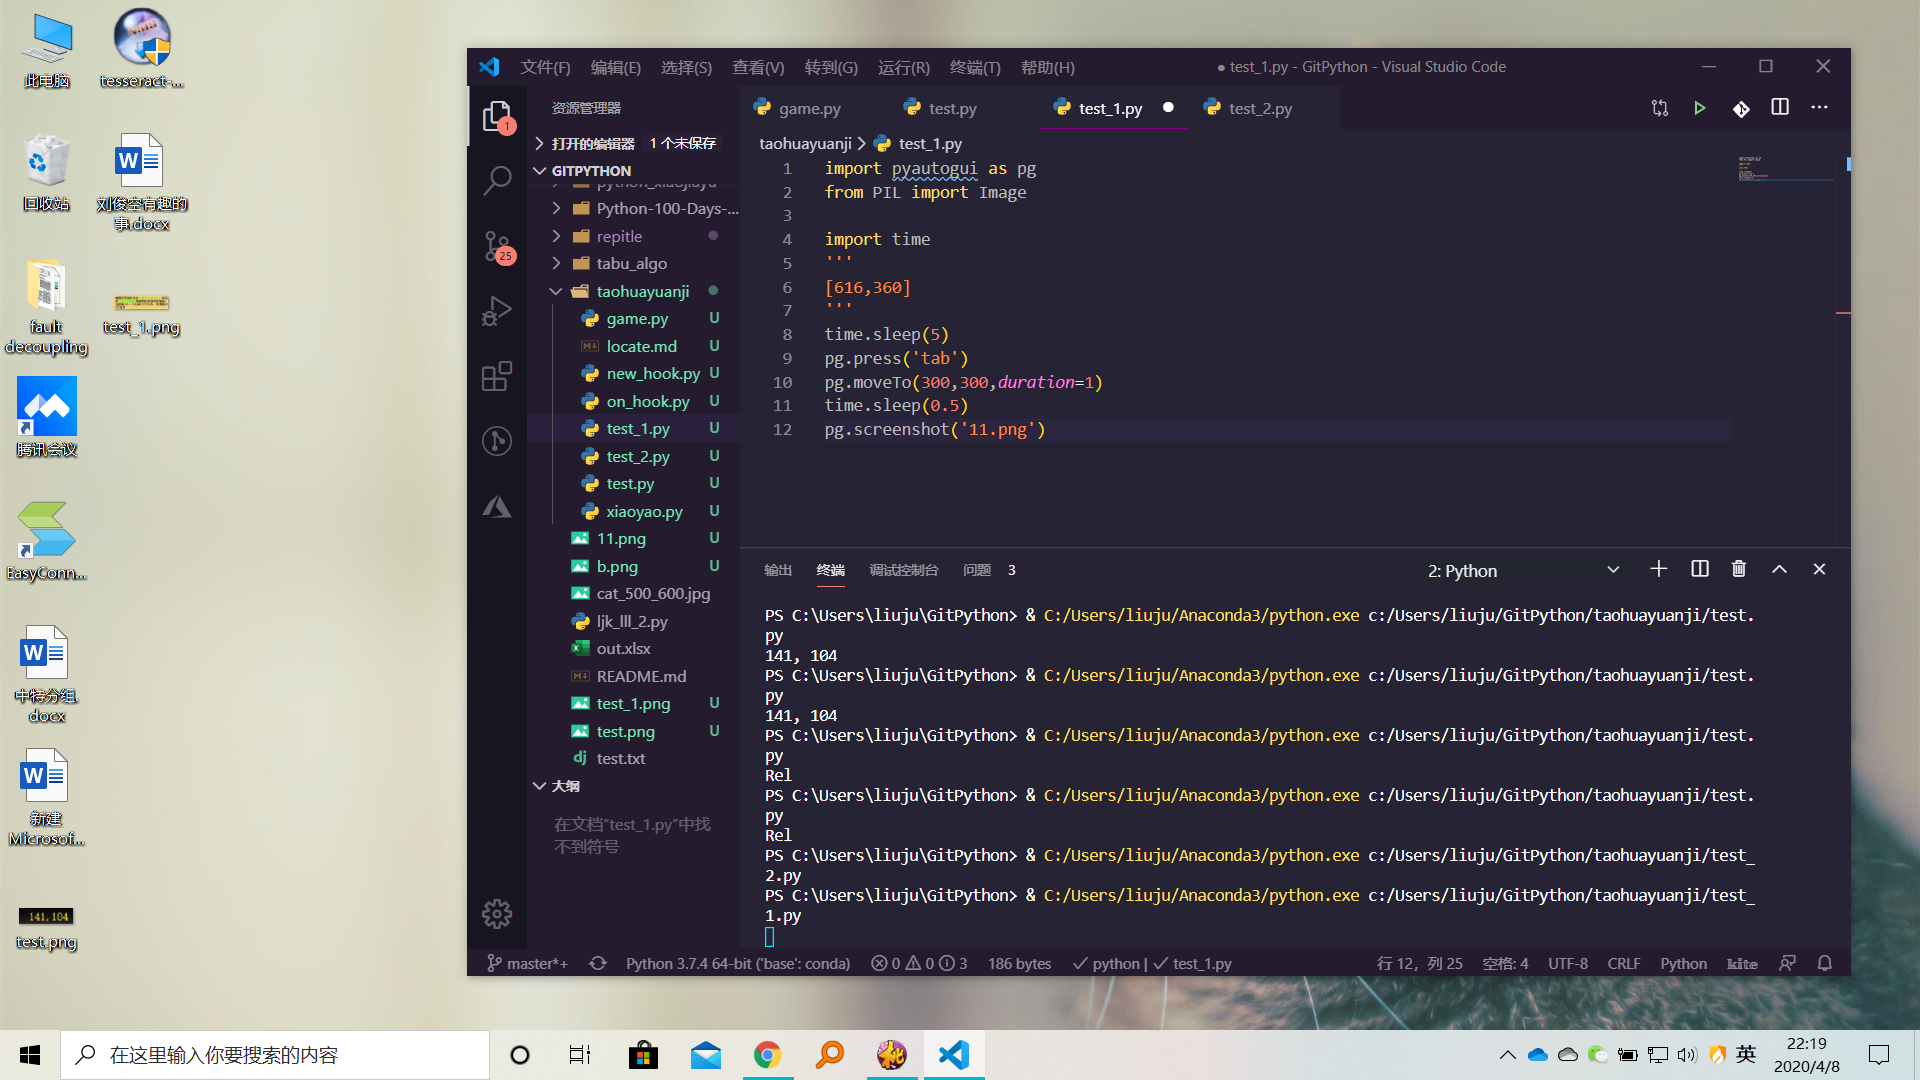 此电脑
tesseract-...
回收站
刘俊空有趣的
事.docx
fault
decoupling
test_1.png
腾讯会议
EasyConn...
中特分组.
docx
新建
Microsof...
141,104
test.png
文件(F) 编辑(E) 选择(S) 查看(V) 转到(G) 运行(R) 终端(T) 帮助(H)
● test_1.py - GitPython - Visual Studio Code
1
25
资源管理器
打开的编辑器 1 个未保存
GITPYTHON
python_xiaojiayu
Python-100-Days-...
repitle
tabu_algo
taohuayuanji
game.py U
locate.md U
new_hook.py U
on_hook.py U
test_1.py U
test_2.py U
test.py U
xiaoyao.py U
11.png U
b.png U
cat_500_600.jpg
ljk_lll_2.py
out.xlsx
README.md
test_1.png U
test.png U
test.txt
大纲
在文档"test_1.py"中找
不到符号
game.py test.py test_1.py test_2.py
taohuayuanji > test_1.py
1 import pyautogui as pg
2 from PIL import Image
3
4 import time
5 '''
6 [616,360]
7 '''
8 time.sleep(5)
9 pg.press('tab')
10 pg.moveTo(300,300,duration=1)
11 time.sleep(0.5)
12 pg.screenshot('11.png')
输出 终端 调试控制台 问题 3 2: Python
PS C:\Users\liuju\GitPython> & C:/Users/liuju/Anaconda3/python.exe c:/Users/liuju/GitPython/taohuayuanji/test.
py
141, 104
PS C:\Users\liuju\GitPython> & C:/Users/liuju/Anaconda3/python.exe c:/Users/liuju/GitPython/taohuayuanji/test.
py
141, 104
PS C:\Users\liuju\GitPython> & C:/Users/liuju/Anaconda3/python.exe c:/Users/liuju/GitPython/taohuayuanji/test.
py
Rel
PS C:\Users\liuju\GitPython> & C:/Users/liuju/Anaconda3/python.exe c:/Users/liuju/GitPython/taohuayuanji/test.
py
Rel
PS C:\Users\liuju\GitPython> & C:/Users/liuju/Anaconda3/python.exe c:/Users/liuju/GitPython/taohuayuanji/test_
2.py
PS C:\Users\liuju\GitPython> & C:/Users/liuju/Anaconda3/python.exe c:/Users/liuju/GitPython/taohuayuanji/test_
1.py
master*+ Python 3.7.4 64-bit ('base': conda) 0 0 3 186 bytes ✓ python | ✓ test_1.py 行 12，列 25 空格: 4 UTF-8 CRLF Python kite
在这里输入你要搜索的内容
桃
英
22:19
2020/4/8